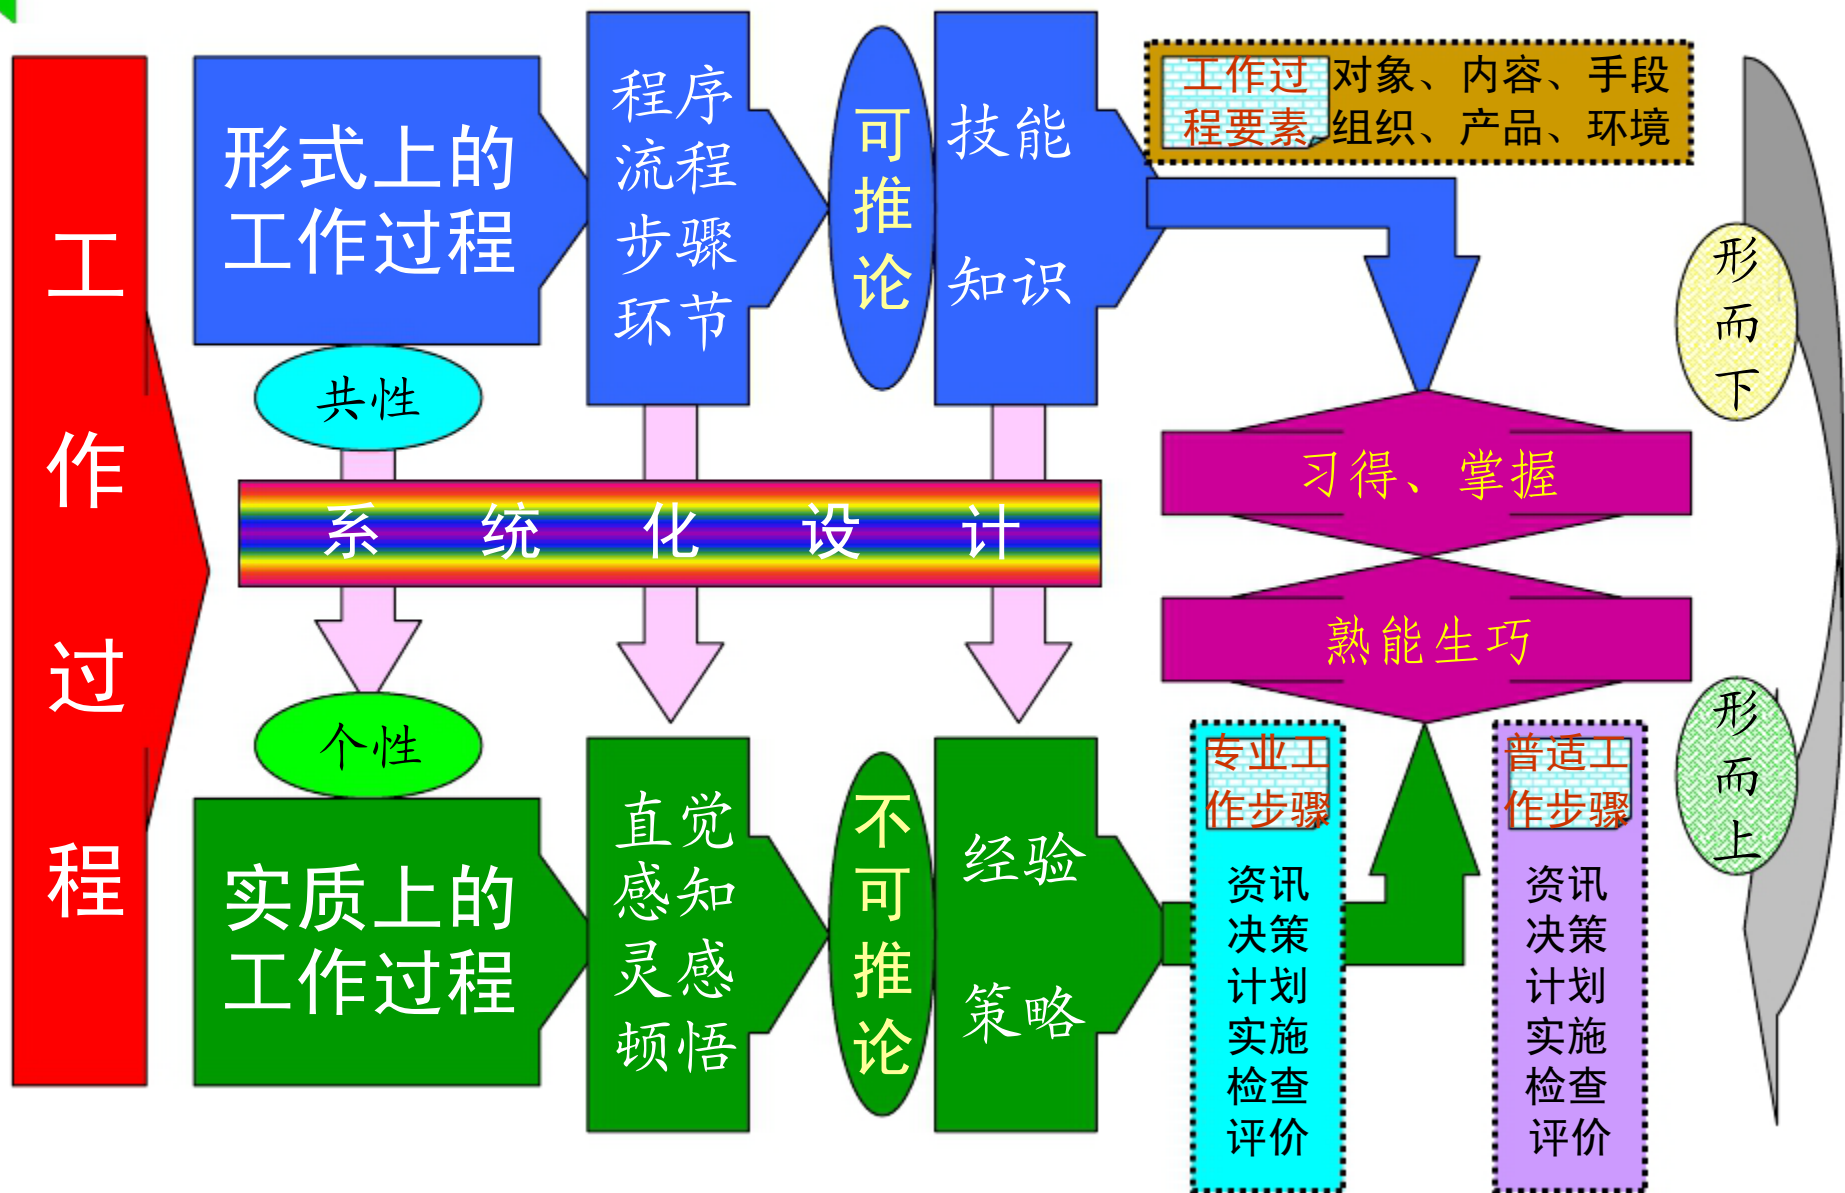 工
作
过
程
形式上的
工作过程
程序
流程
步骤
环节
可
推
论
技能
知识
工作过
程要素
对象、内容、手段
组织、产品、环境
共性
系统化设计
个性
习得、掌握
熟能生巧
形
而
下
形
而
上
实质上的
工作过程
直觉
感知
灵感
顿悟
不
可
推
论
经验
策略
专业工
作步骤
资讯
决策
计划
实施
检查
评价
普适工
作步骤
资讯
决策
计划
实施
检查
评价